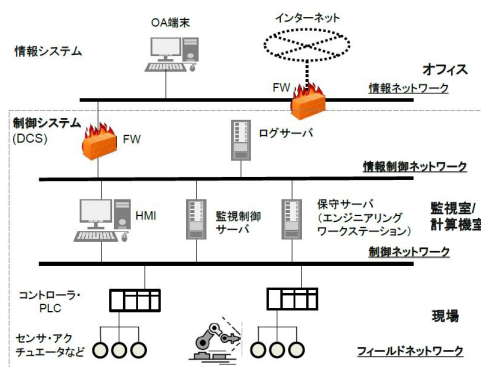 OA端末
インターネット
情報システム
オフィス
FW
情報ネットワーク
制御システム
(DCS)
FW
ログサーバ
情報制御ネットワーク
HMI
監視制御
サーバ
保守サーバ
(エンジニアリング
ワークステーション)
監視室/
計算機室
制御ネットワーク
コントローラ・
PLC
現場
センサ・アク
チュエータなど
フィールドネットワーク